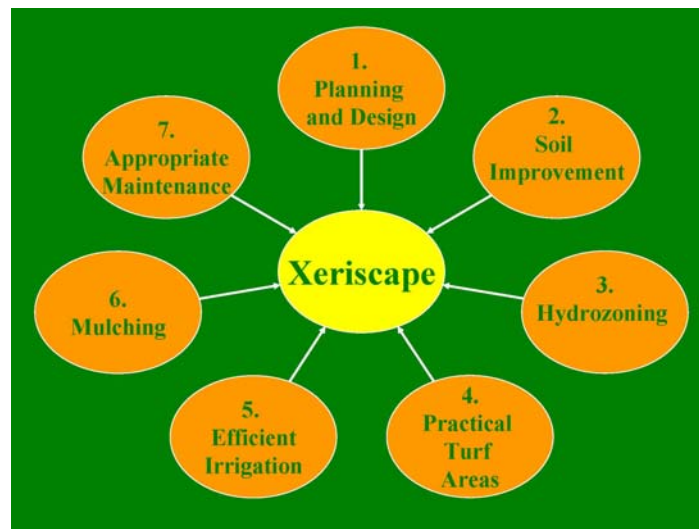 1.
Planning
and Design
2.
Soil
Improvement
3.
Hydrozoning
4.
Practical
Turf
Areas
5.
Efficient
Irrigation
6.
Mulching
7.
Appropriate
Maintenance
Xeriscape